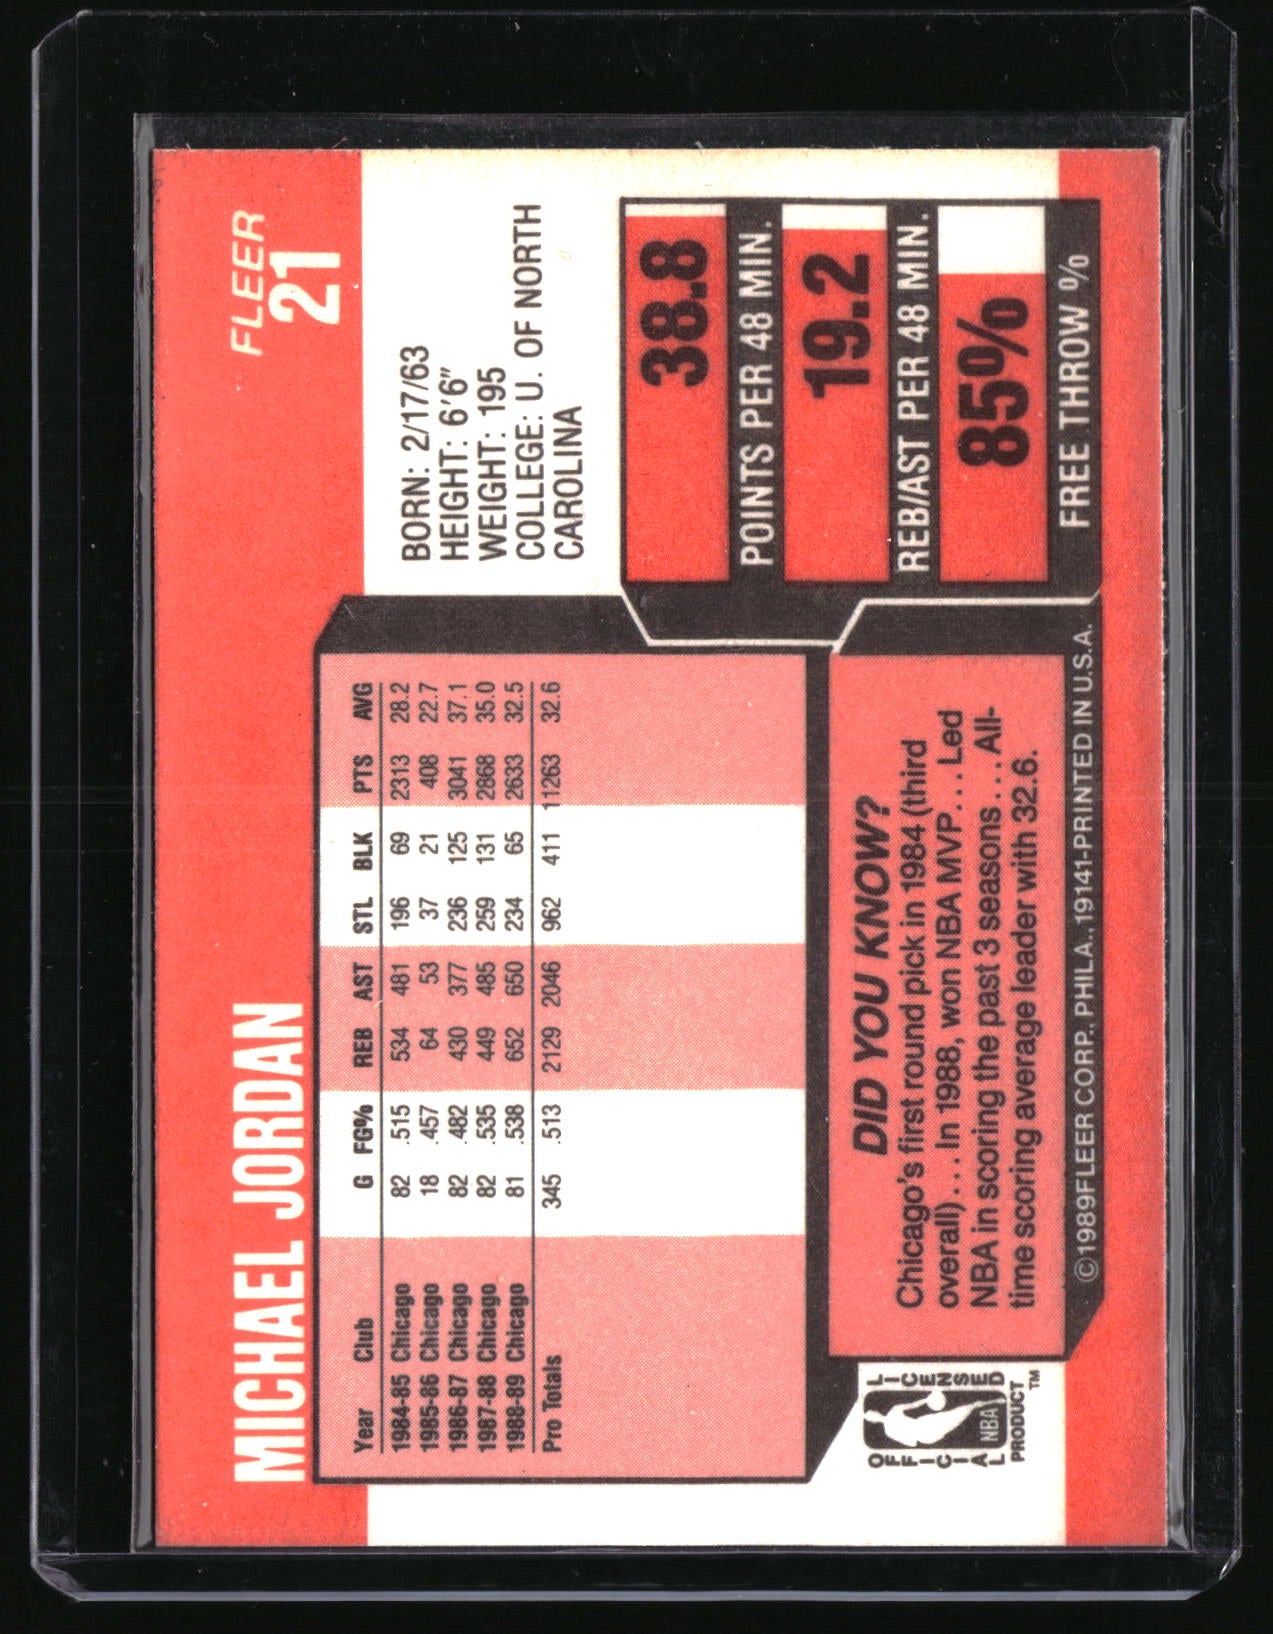 MICHAEL JORDAN
FLEER
21
Year Club G FG% REB AST STL BLK PTS AVG
1984-85 Chicago 82 .515 534 481 196 69 2313 28.2
1985-86 Chicago 18 .457 64 53 37 21 408 22.7
1986-87 Chicago 82 .482 430 377 236 125 3041 37.1
1987-88 Chicago 82 .535 449 485 259 131 2868 35.0
1988-89 Chicago 81 .538 652 650 234 65 2633 32.5
Pro Totals 345 .513 2129 2046 962 411 11263 32.6
BORN: 2/17/63
HEIGHT: 6'6"
WEIGHT: 195
COLLEGE: U. OF NORTH
CAROLINA
38.8
POINTS PER 48 MIN.
19.2
REB/AST PER 48 MIN.
85%
FREE THROW %
DID YOU KNOW?
Chicago's first round pick in 1984 (third
overall)... In 1988, won NBA MVP... Led
NBA in scoring the past 3 seasons... All-
time scoring average leader with 32.6.
OFFICIAL LICENSED
NBA
PRODUCT™
©1989FLEER CORP., PHILA., 19141-PRINTED IN U.S.A.